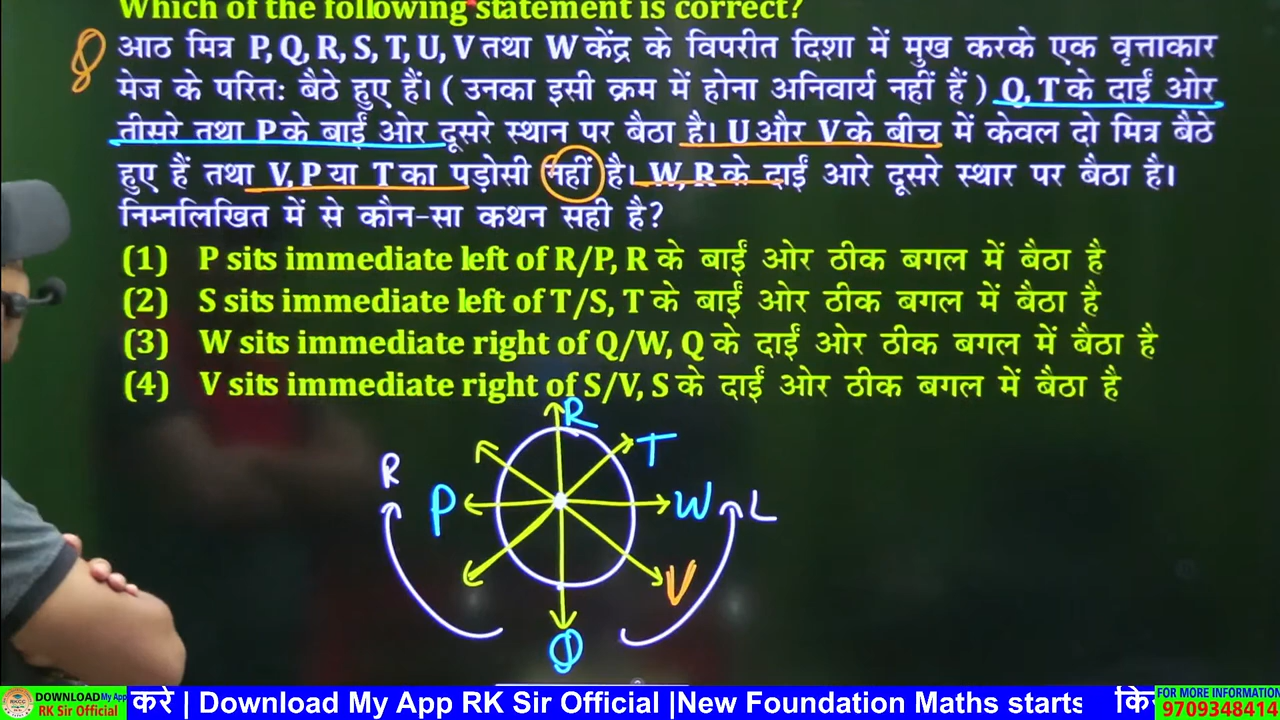 Which of the following statement is correct?
8 आठ मित्र P, Q, R, S, T, U, V तथा W केंद्र के विपरीत दिशा में मुख करके एक वृत्ताकार
मेज के परितः बैठे हुए हैं। ( उनका इसी क्रम में होना अनिवार्य नहीं हैं ) Q, T के दाईं ओर
तीसरे तथा P के बाईं ओर दूसरे स्थान पर बैठा है। U और V के बीच में केवल दो मित्र बैठे
हुए हैं तथा V, P या T का पड़ोसी नहीं है। W, R के दाईं आरे दूसरे स्थार पर बैठा है।
निम्नलिखित में से कौन-सा कथन सही है?
(1) P sits immediate left of R/P, R के बाईं ओर ठीक बगल में बैठा है
(2) S sits immediate left of T/S, T के बाईं ओर ठीक बगल में बैठा है
(3) W sits immediate right of Q/W, Q के दाईं ओर ठीक बगल में बैठा है
(4) V sits immediate right of S/V, S के दाईं ओर ठीक बगल में बैठा है
R
T
R
P
W
L
V
Q
DOWNLOAD My App
RK Sir Official
करे | Download My App RK Sir Official |New Foundation Maths starts
FOR MORE INFORMATION
9709348414